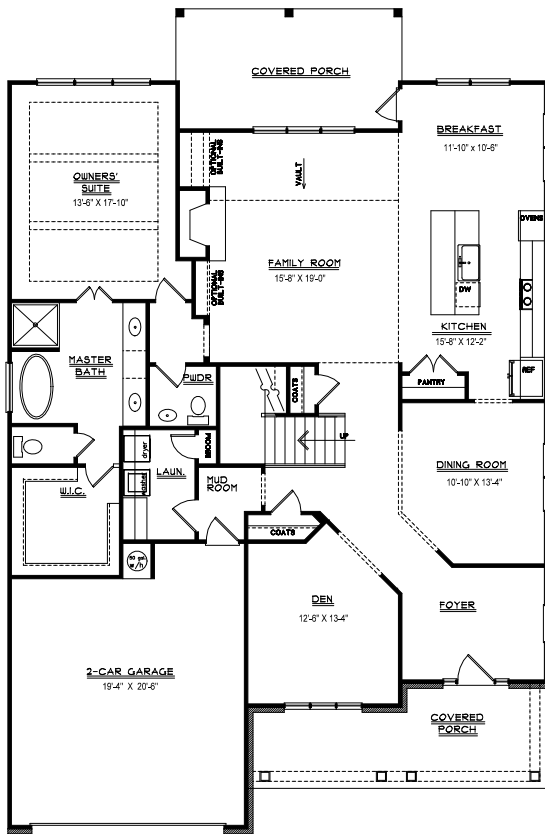 COVERED PORCH
BREAKFAST
11'-10" x 10'-6"
OPTIONAL
BUILT-INS
VAULT
OWNERS'
SUITE
13'-6" X 17'-10"
OVENS
FAMILY ROOM
15'-8" X 19'-0"
OPTIONAL
BUILT-INS
DW
KITCHEN
15'-8" X 12'-2"
MASTER
BATH
PWDR
COATS
PANTRY
REF
UP
dryer
washer
LAUN.
MUD
ROOM
DINING ROOM
10'-10" X 13'-4"
W.I.C.
COATS
50 gal.
w/h
DEN
12'-6" X 13'-4"
FOYER
2-CAR GARAGE
19'-4" X 20'-6"
COVERED
PORCH